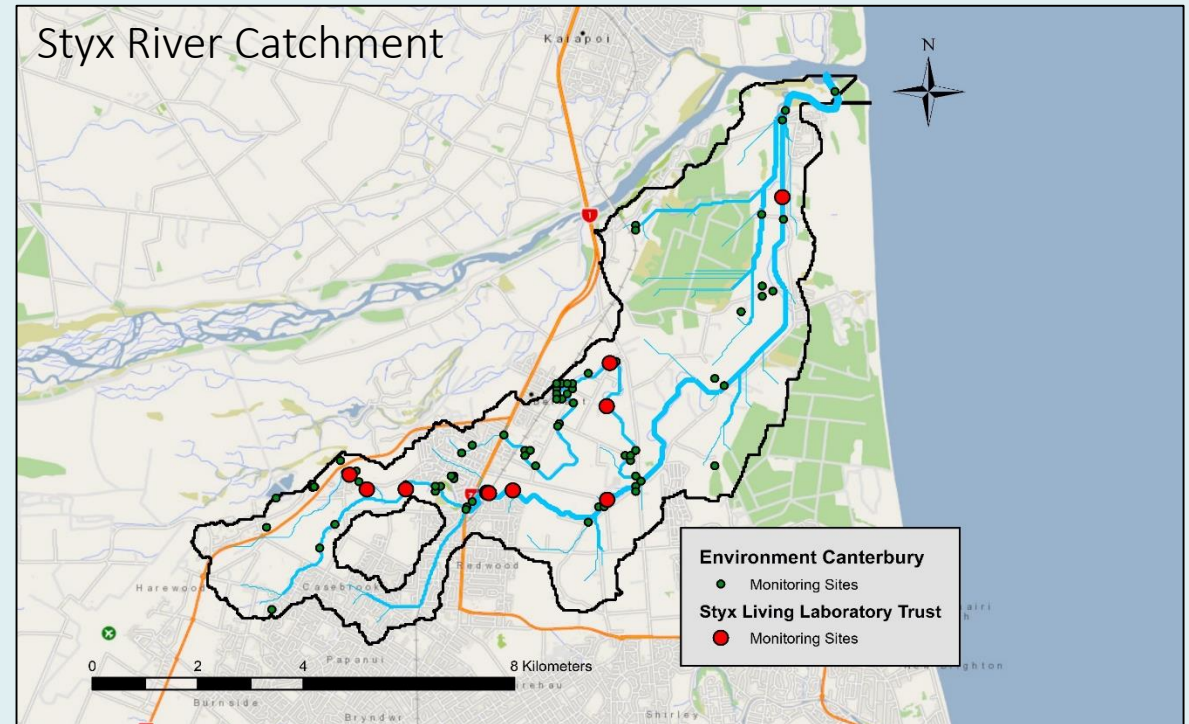 Styx River Catchment
Kaiapoi
N
1
Redwood
Harewood
Casebrook
Papanui
0 2 4 8 Kilometers
Burnside
Bryndwr
Shirley
Environment Canterbury
Monitoring Sites
Styx Living Laboratory Trust
Monitoring Sites